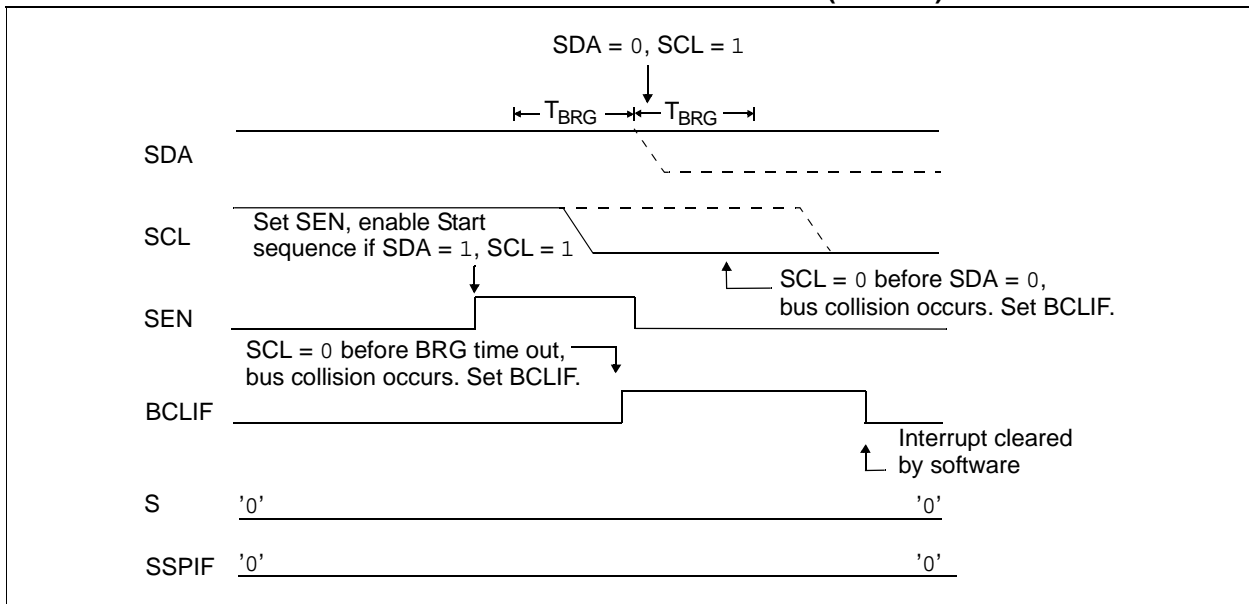 SDA = 0, SCL = 1
TBRG TBRG
SDA
SCL
Set SEN, enable Start
sequence if SDA = 1, SCL = 1
SCL = 0 before SDA = 0,
bus collision occurs. Set BCLIF.
SEN
SCL = 0 before BRG time out,
bus collision occurs. Set BCLIF.
BCLIF
Interrupt cleared
by software
S '0' '0'
SSPIF '0' '0'